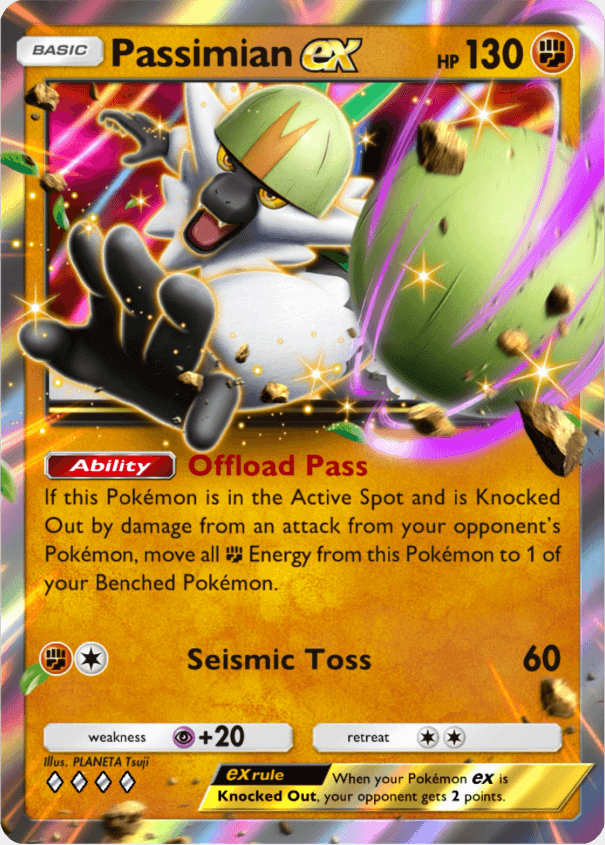 BASIC Passimian ex HP 130
Ability Offload Pass
If this Pokémon is in the Active Spot and is Knocked
Out by damage from an attack from your opponent's
Pokémon, move all Energy from this Pokémon to 1 of
your Benched Pokémon.
Seismic Toss 60
weakness +20 retreat
Illus. PLANETA Tsuji
ex rule When your Pokémon ex is
Knocked Out, your opponent gets 2 points.